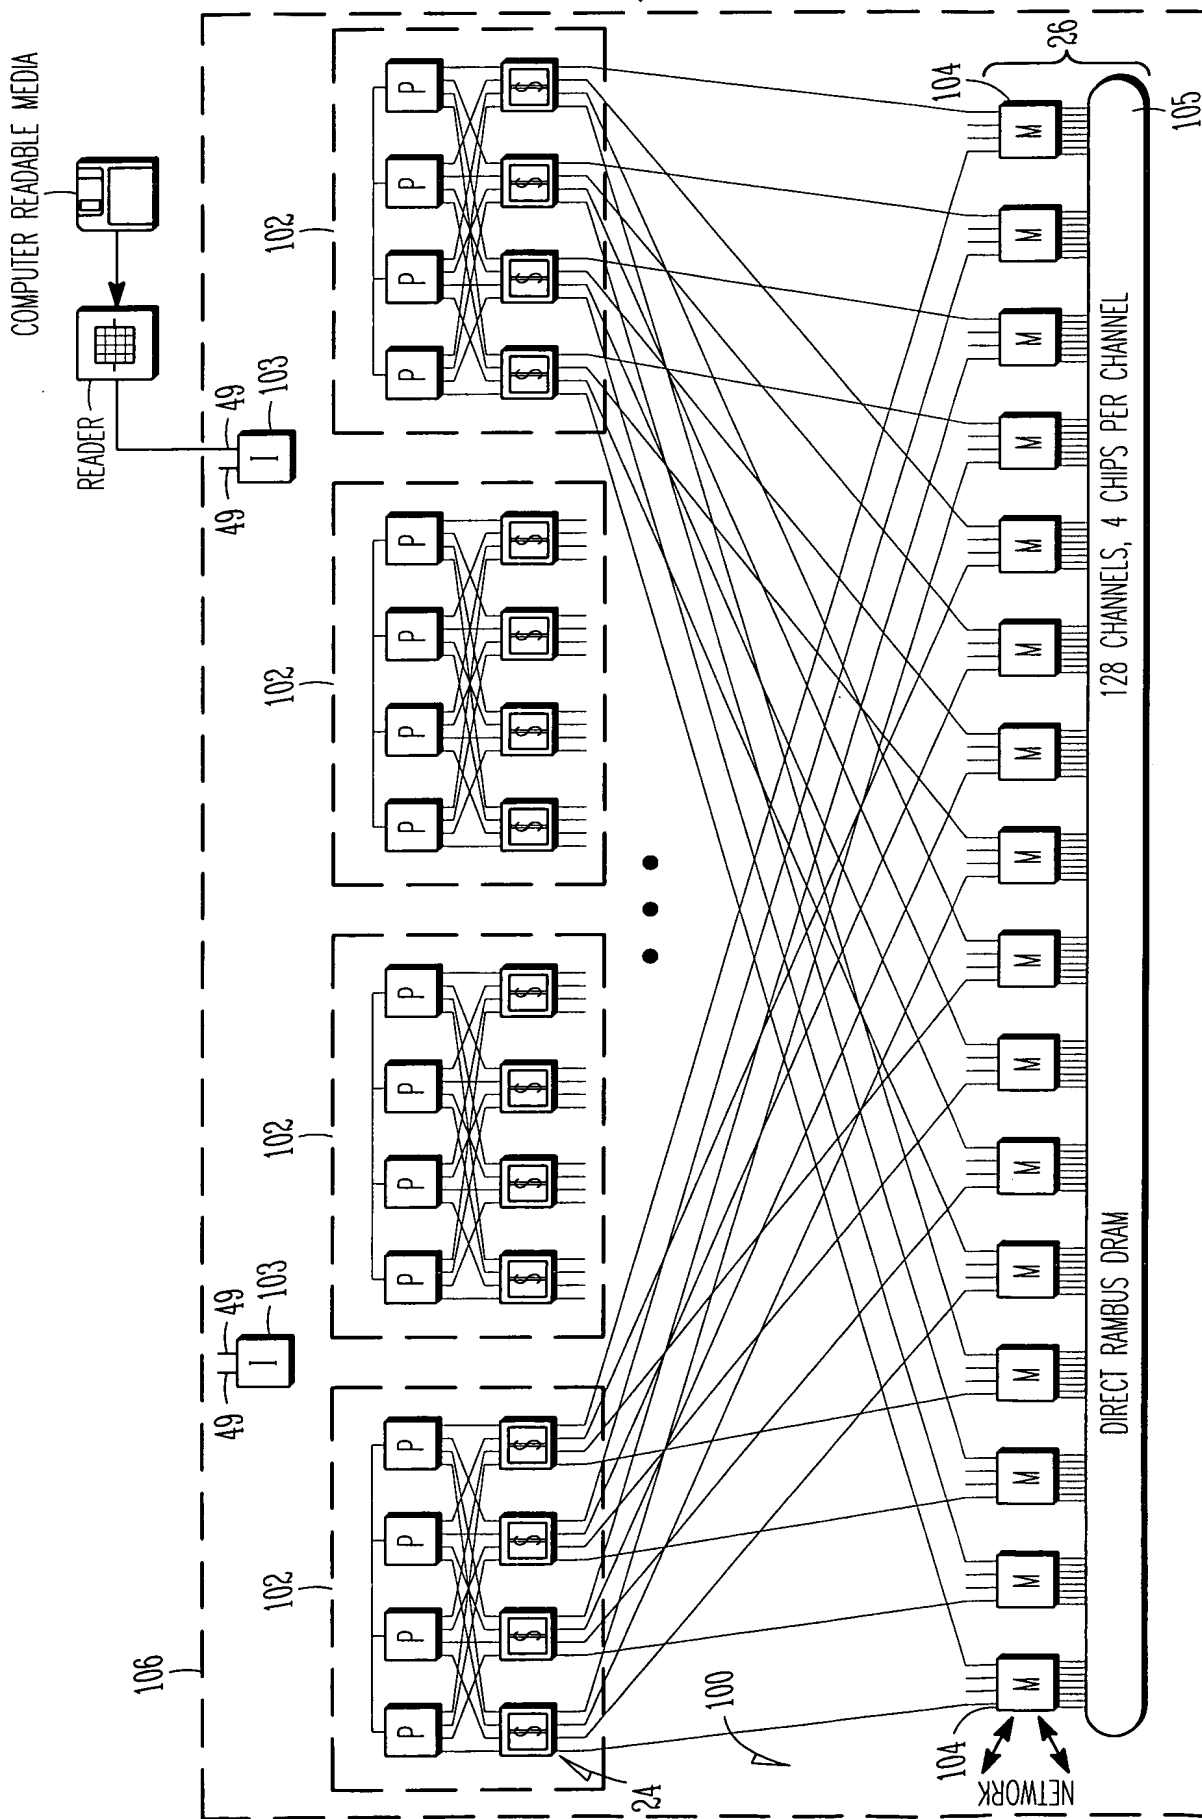 COMPUTER READABLE MEDIA
READER
106
49
49
I
103
49
49
I
103
102
102
102
102
P P P P
P P P P
P P P P
P P P P
$ $ $ $
$ $ $ $
$ $ $ $
$ $ $ $
24
100
NETWORK
104
104
26
M M M M M M M M M M M M M M M M
DIRECT RAMBUS DRAM
128 CHANNELS, 4 CHIPS PER CHANNEL
105